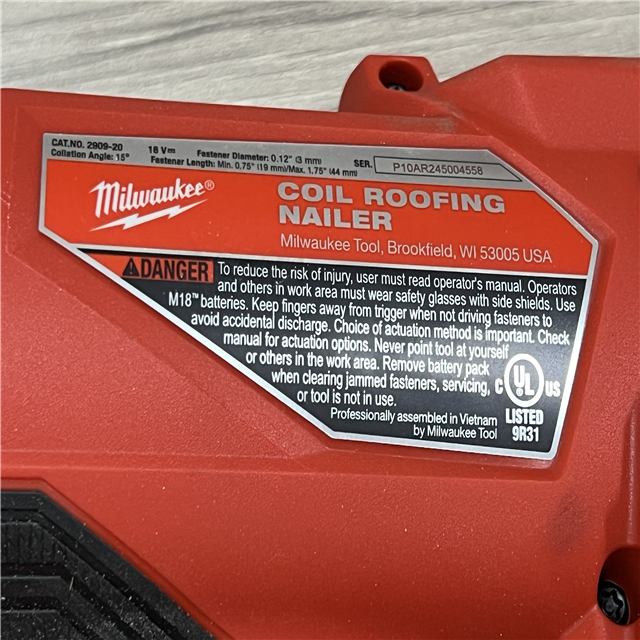 CAT.NO. 2909-20 18 V⎓ Fastener Diameter: 0.12" (3 mm) SER. P10AR245004558
Collation Angle: 15° Fastener Length: Min. 0.75" (19 mm)/Max. 1.75" (44 mm)
Milwaukee®
COIL ROOFING
NAILER
Milwaukee Tool, Brookfield, WI 53005 USA
DANGER To reduce the risk of injury, user must read operator's manual. Operators
and others in work area must wear safety glasses with side shields. Use
M18™ batteries. Keep fingers away from trigger when not driving fasteners to
avoid accidental discharge. Choice of actuation method is important. Check
manual for actuation options. Never point tool at yourself
or others in the work area. Remove battery pack
when clearing jammed fasteners, servicing,
or tool is not in use.
Professionally assembled in Vietnam
by Milwaukee Tool
C UL US
LISTED
9R31